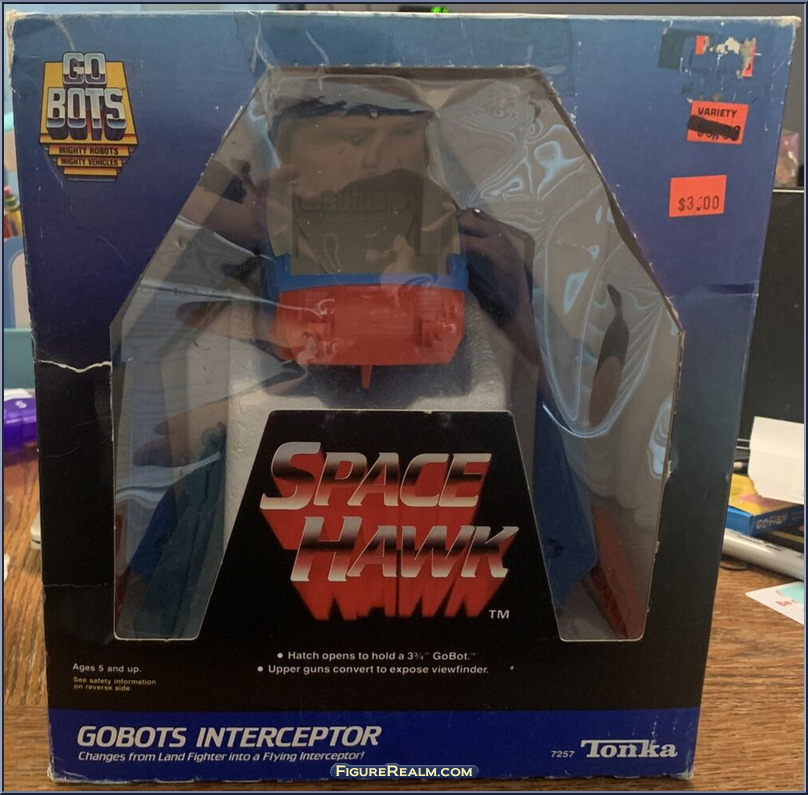 GO
BOTS
MIGHTY ROBOTS
MIGHTY VEHICLES
VARIETY
$3.00
SPACE
HAWK
TM
• Hatch opens to hold a 3¾" GoBot.™
• Upper guns convert to expose viewfinder.
Ages 5 and up.
See safety information
on reverse side.
GOBOTS INTERCEPTOR
Changes from Land Fighter into a Flying Interceptor!
7257 Tonka
FIGUREREALM.COM